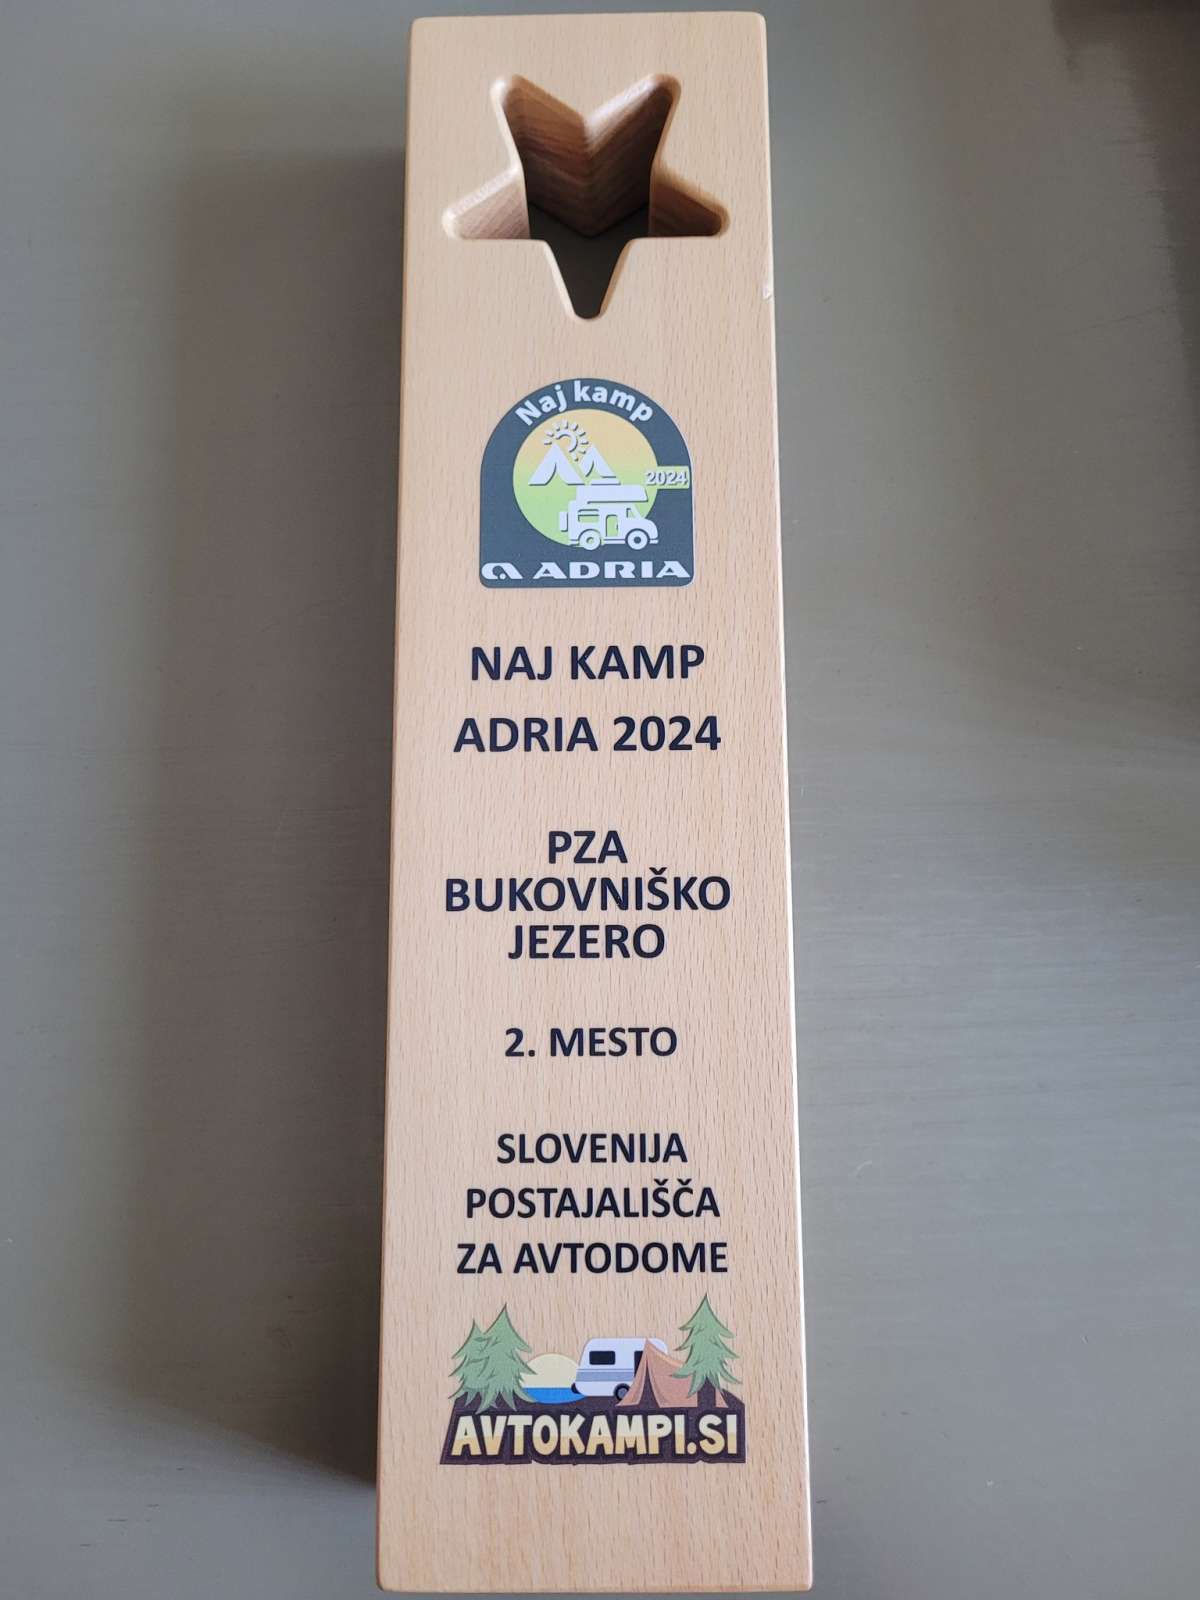 Naj kamp
2024
ADRIA
NAJ KAMP
ADRIA 2024
PZA
BUKOVNIŠKO
JEZERO
2. MESTO
SLOVENIJA
POSTAJALIŠČA
ZA AVTODOME
AVTOKAMPI.SI